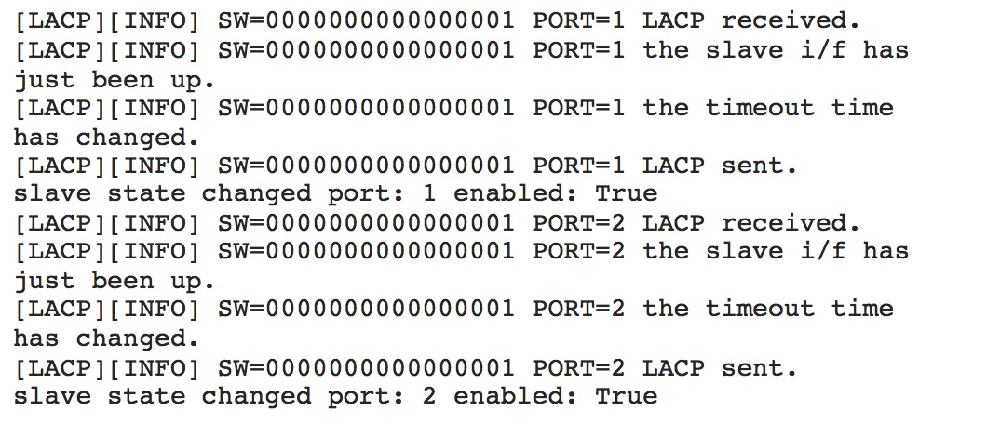 [LACP][INFO] SW=0000000000000001 PORT=1 LACP received.
[LACP][INFO] SW=0000000000000001 PORT=1 the slave i/f has
just been up.
[LACP][INFO] SW=0000000000000001 PORT=1 the timeout time
has changed.
[LACP][INFO] SW=0000000000000001 PORT=1 LACP sent.
slave state changed port: 1 enabled: True
[LACP][INFO] SW=0000000000000001 PORT=2 LACP received.
[LACP][INFO] SW=0000000000000001 PORT=2 the slave i/f has
just been up.
[LACP][INFO] SW=0000000000000001 PORT=2 the timeout time
has changed.
[LACP][INFO] SW=0000000000000001 PORT=2 LACP sent.
slave state changed port: 2 enabled: True